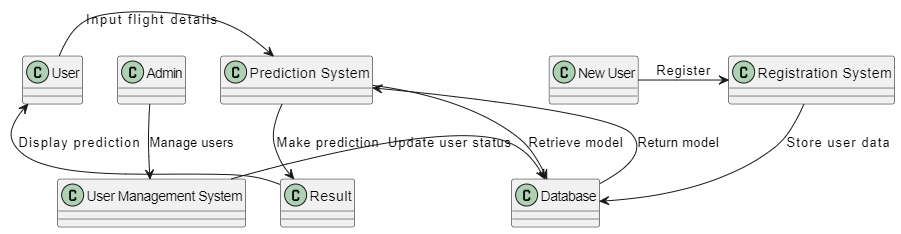 Input flight details
C User
C Admin
C Prediction System
C New User
Register
C Registration System
Display prediction
Manage users
Make prediction
Update user status
Retrieve model
Return model
Store user data
C User Management System
C Result
C Database